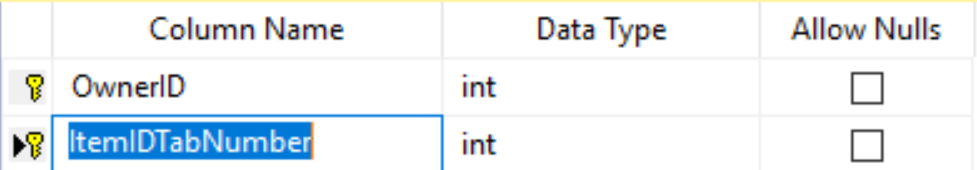 Column Name Data Type Allow Nulls
OwnerID int
ItemIDTabNumber int